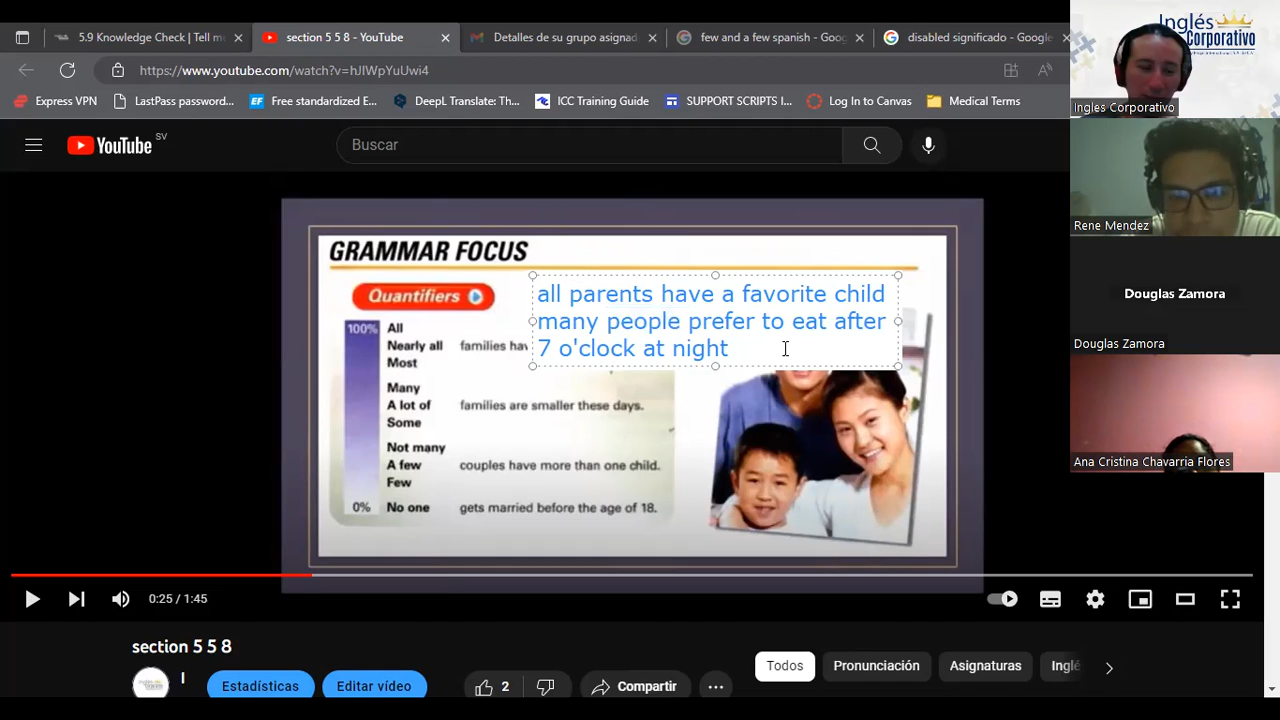 5.9 Knowledge Check | Tell m
section 5 5 8 - YouTube
Detalles de su grupo asignad
few and a few spanish - Goog
disabled significado - Google
https://www.youtube.com/watch?v=hJIWpYuUwi4
Express VPN
LastPass password...
Free standardized E...
DeepL Translate: Th...
ICC Training Guide
SUPPORT SCRIPTS I...
Log In to Canvas
Medical Terms
YouTube SV
Buscar
GRAMMAR FOCUS
Quantifiers
all parents have a favorite child
many people prefer to eat after
7 o'clock at night
100% All
Nearly all families hav
Most
Many
A lot of families are smaller these days.
Some
Not many
A few couples have more than one child.
Few
0% No one gets married before the age of 18.
0:25 / 1:45
section 5 5 8
Estadísticas
Editar vídeo
2
Compartir
Todos
Pronunciación
Asignaturas
Inglé
Inglés
Corporativo
Ingles Corporativo
Rene Mendez
Douglas Zamora
Douglas Zamora
Ana Cristina Chavarria Flores